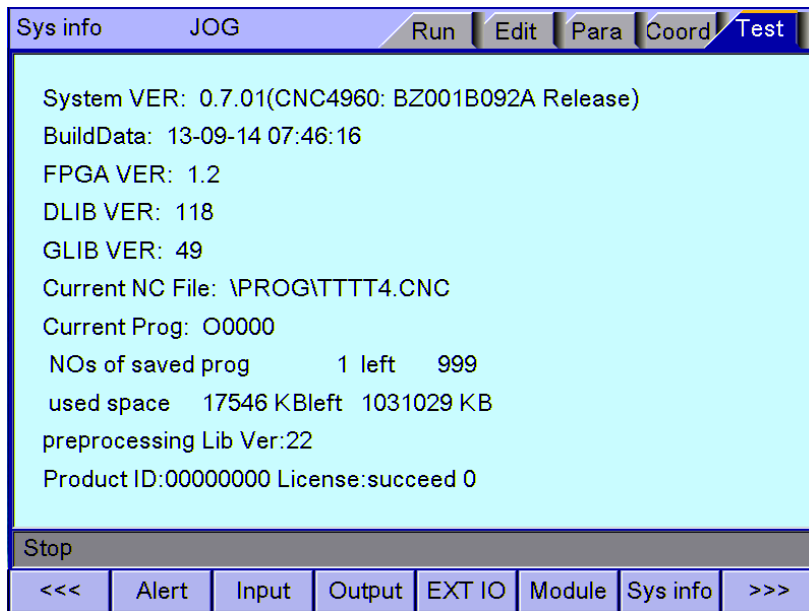 Sys info JOG Run Edit Para Coord Test
System VER: 0.7.01(CNC4960: BZ001B092A Release)
BuildData: 13-09-14 07:46:16
FPGA VER: 1.2
DLIB VER: 118
GLIB VER: 49
Current NC File: \PROG\TTTT4.CNC
Current Prog: O0000
NOs of saved prog 1 left 999
used space 17546 KBleft 1031029 KB
preprocessing Lib Ver:22
Product ID:00000000 License:succeed 0
Stop
<<< Alert Input Output EXT IO Module Sys info >>>